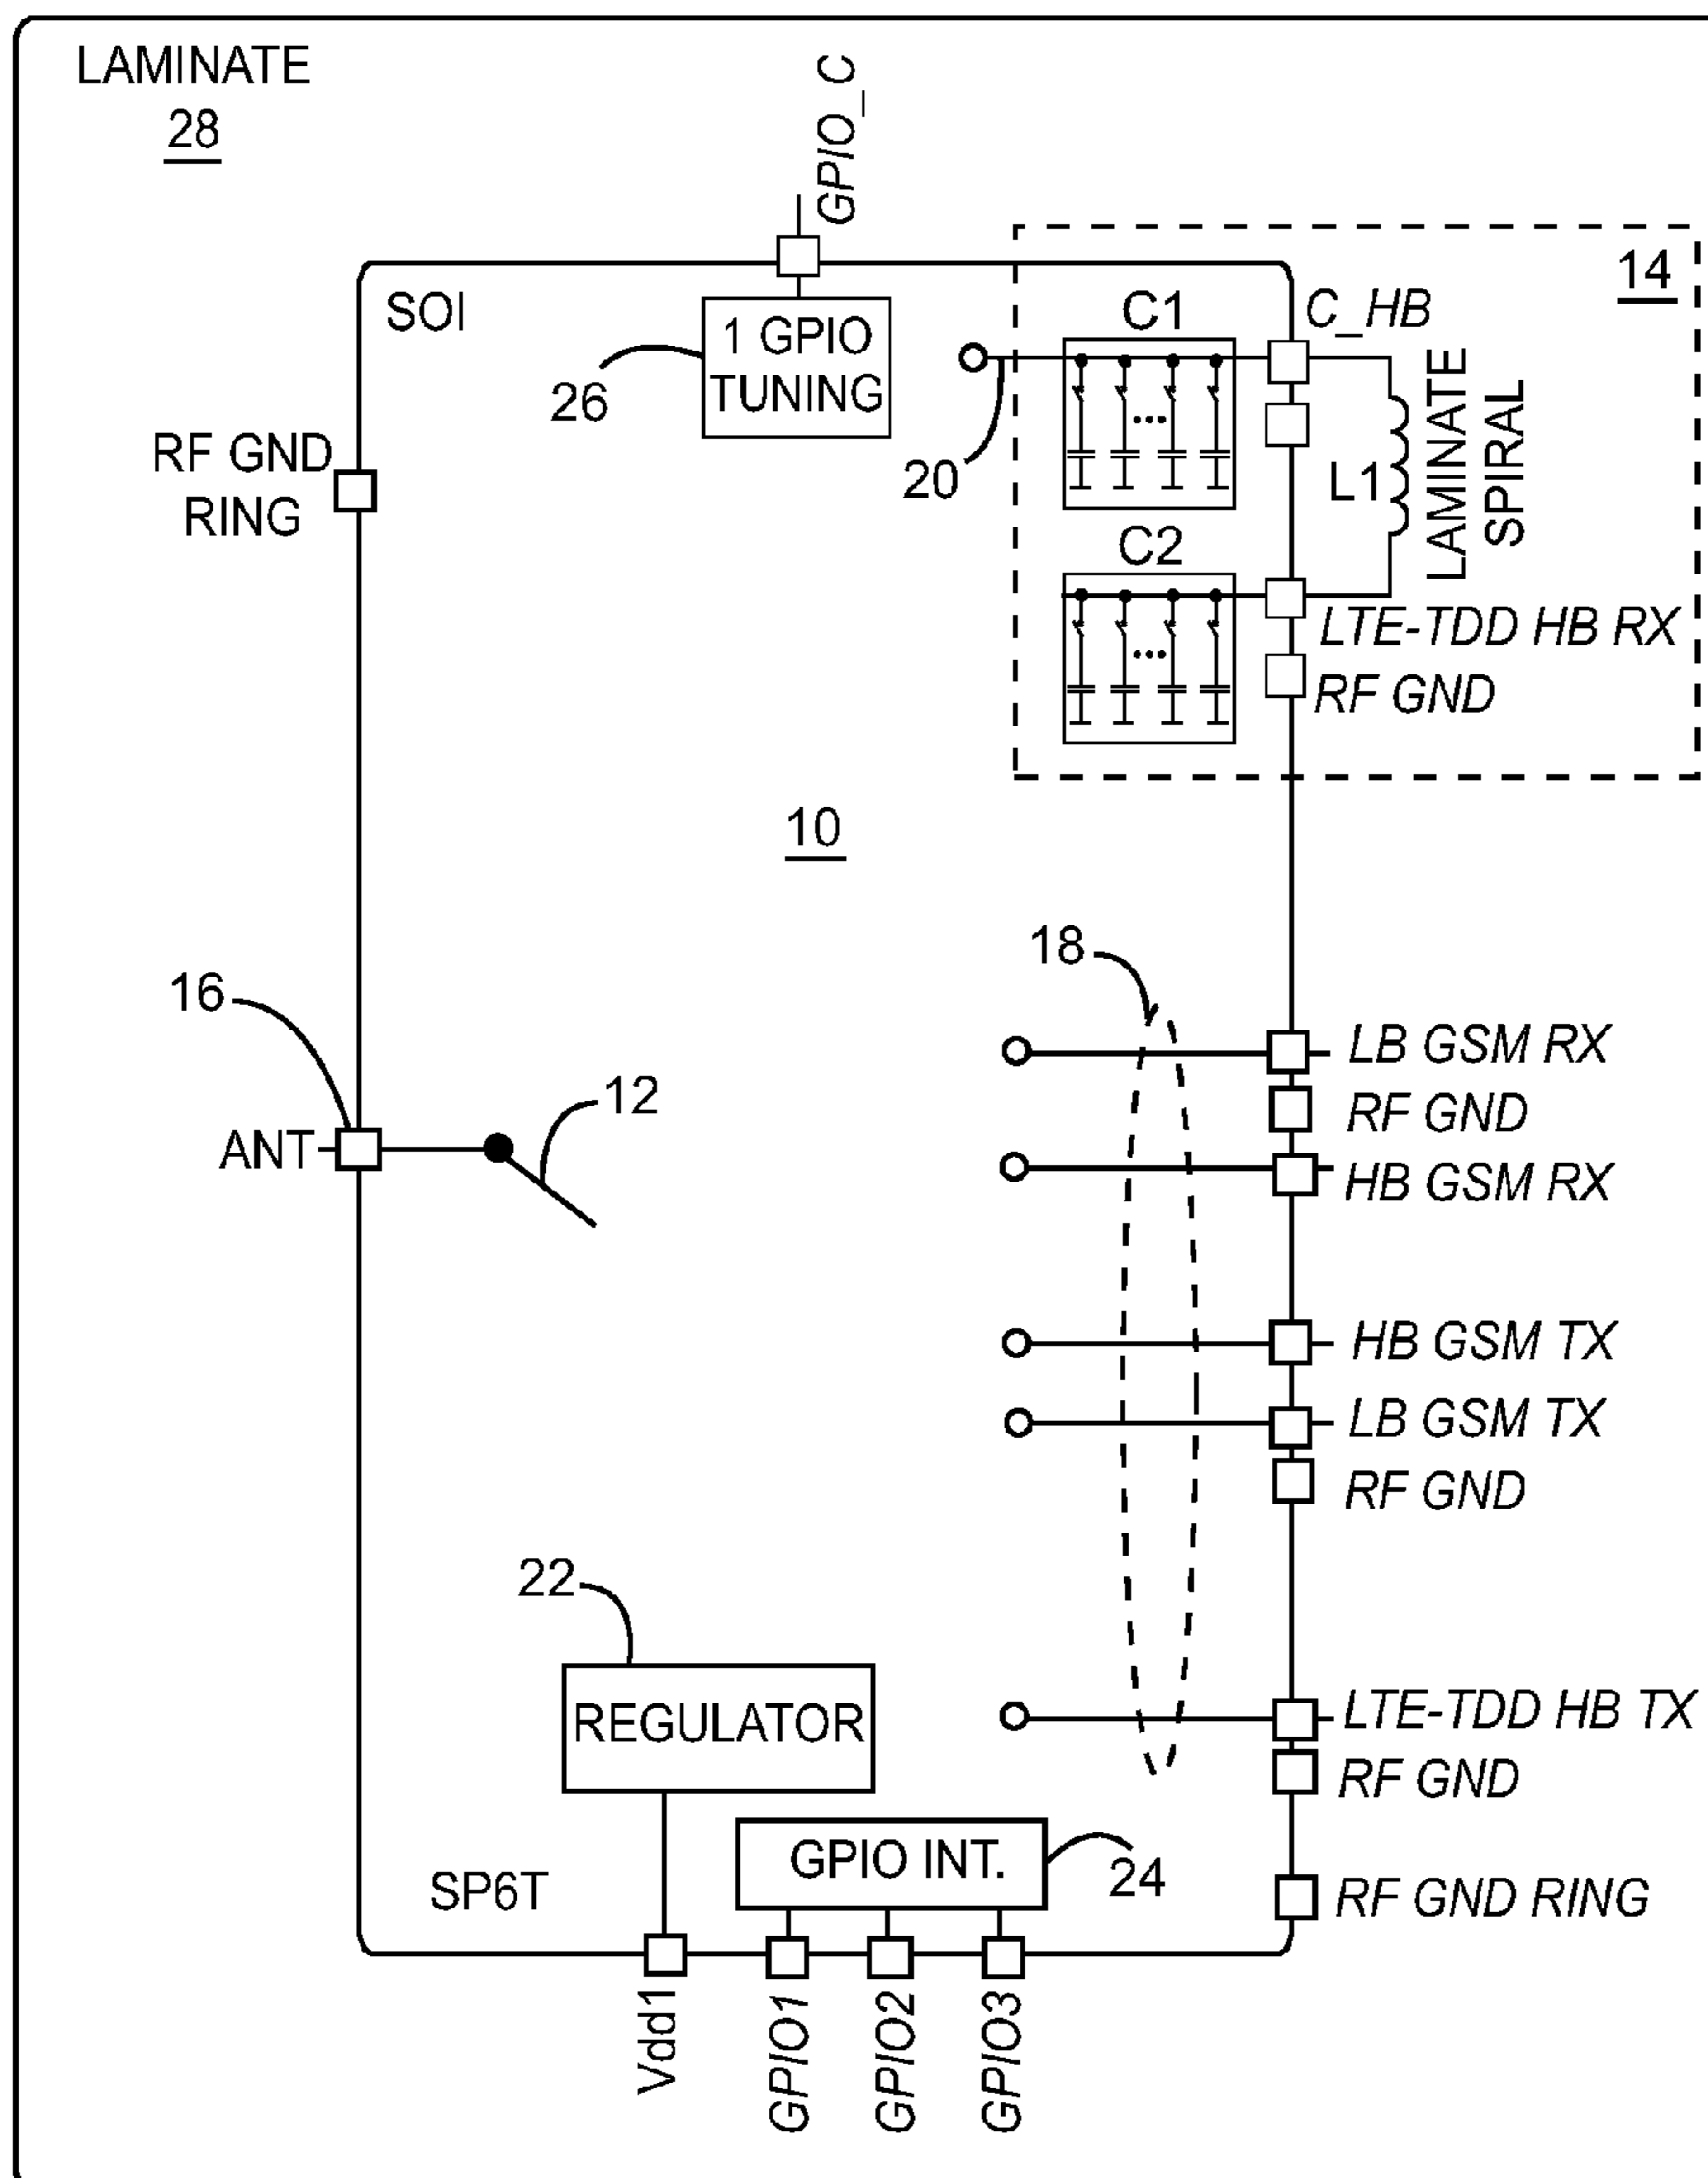 LAMINATE
28
GPIO_C
14
SOI
1 GPIO
TUNING
26
C1
C_HB
20
L1
LAMINATE
SPIRAL
RF GND
RING
C2
LTE-TDD HB RX
RF GND
10
18
16
LB GSM RX
12
RF GND
ANT
HB GSM RX
HB GSM TX
LB GSM TX
RF GND
22
REGULATOR
LTE-TDD HB TX
RF GND
GPIO INT.
24
SP6T
RF GND RING
Vdd1
GPIO1
GPIO2
GPIO3